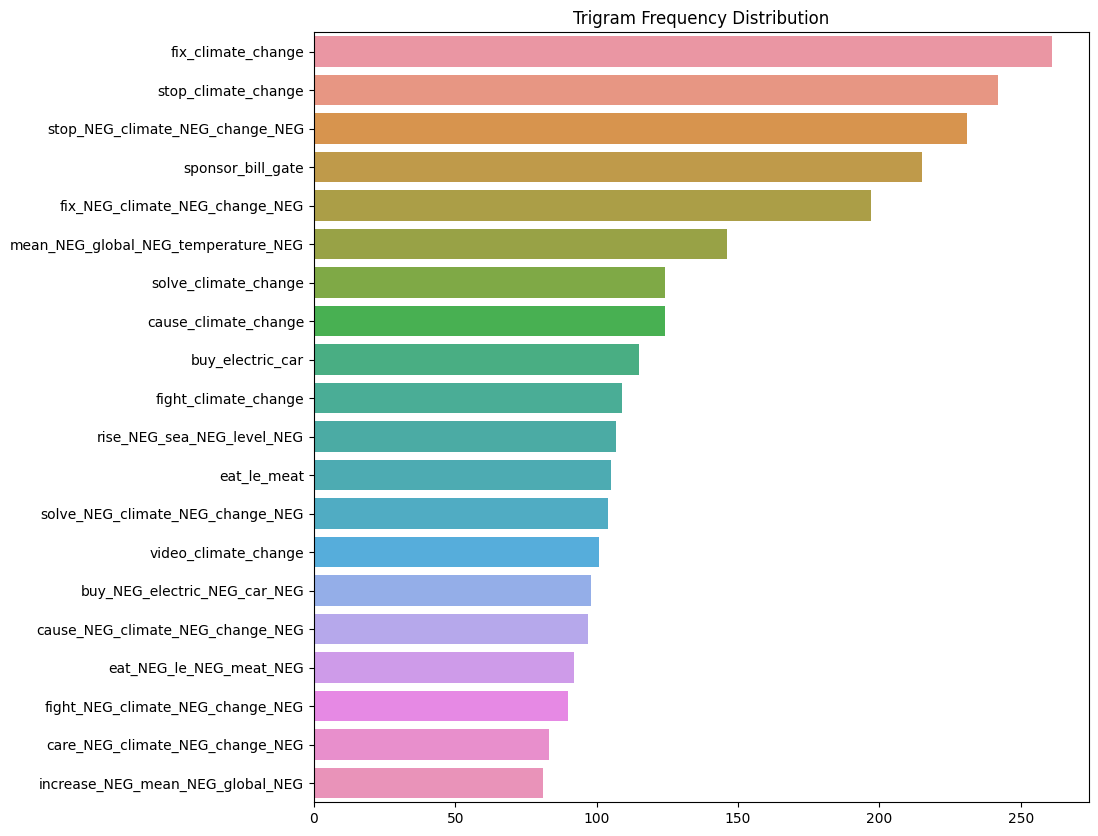 Trigram Frequency Distribution
fix_climate_change
stop_climate_change
stop_NEG_climate_NEG_change_NEG
sponsor_bill_gate
fix_NEG_climate_NEG_change_NEG
mean_NEG_global_NEG_temperature_NEG
solve_climate_change
cause_climate_change
buy_electric_car
fight_climate_change
rise_NEG_sea_NEG_level_NEG
eat_le_meat
solve_NEG_climate_NEG_change_NEG
video_climate_change
buy_NEG_electric_NEG_car_NEG
cause_NEG_climate_NEG_change_NEG
eat_NEG_le_NEG_meat_NEG
fight_NEG_climate_NEG_change_NEG
care_NEG_climate_NEG_change_NEG
increase_NEG_mean_NEG_global_NEG
0 50 100 150 200 250